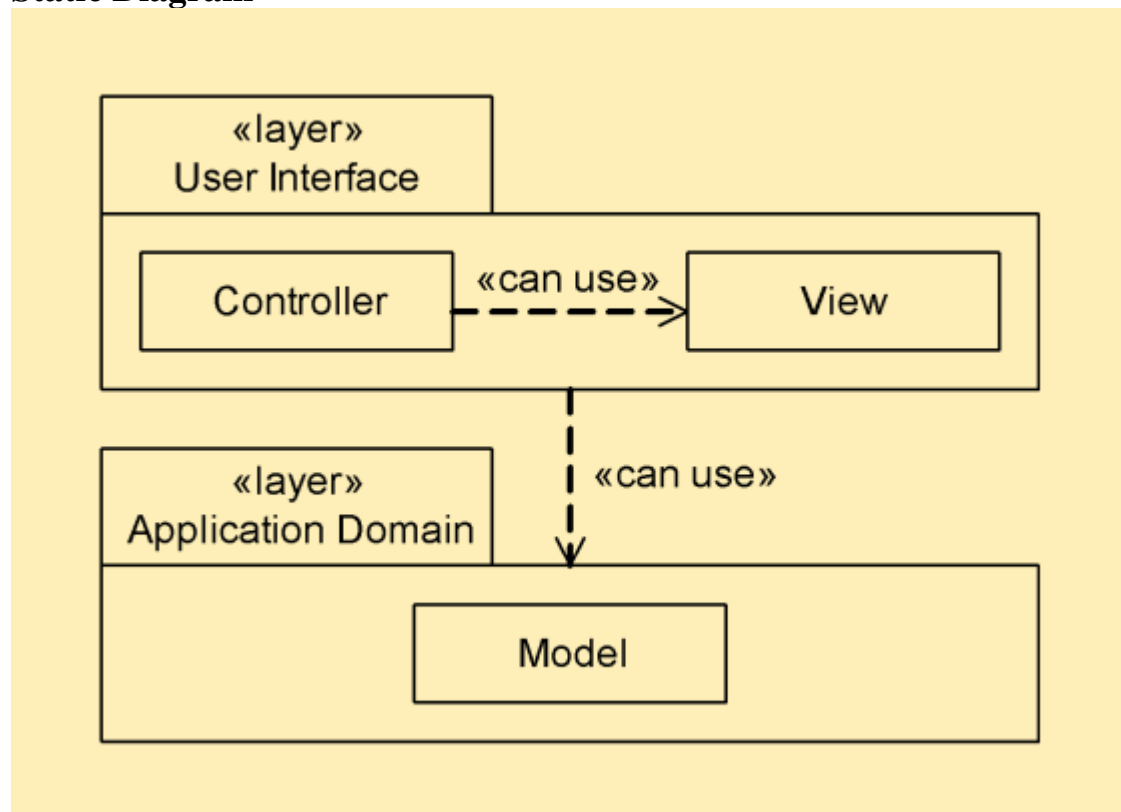 Static Diagram
«layer»
User Interface
Controller
«can use»
View
«can use»
«layer»
Application Domain
Model